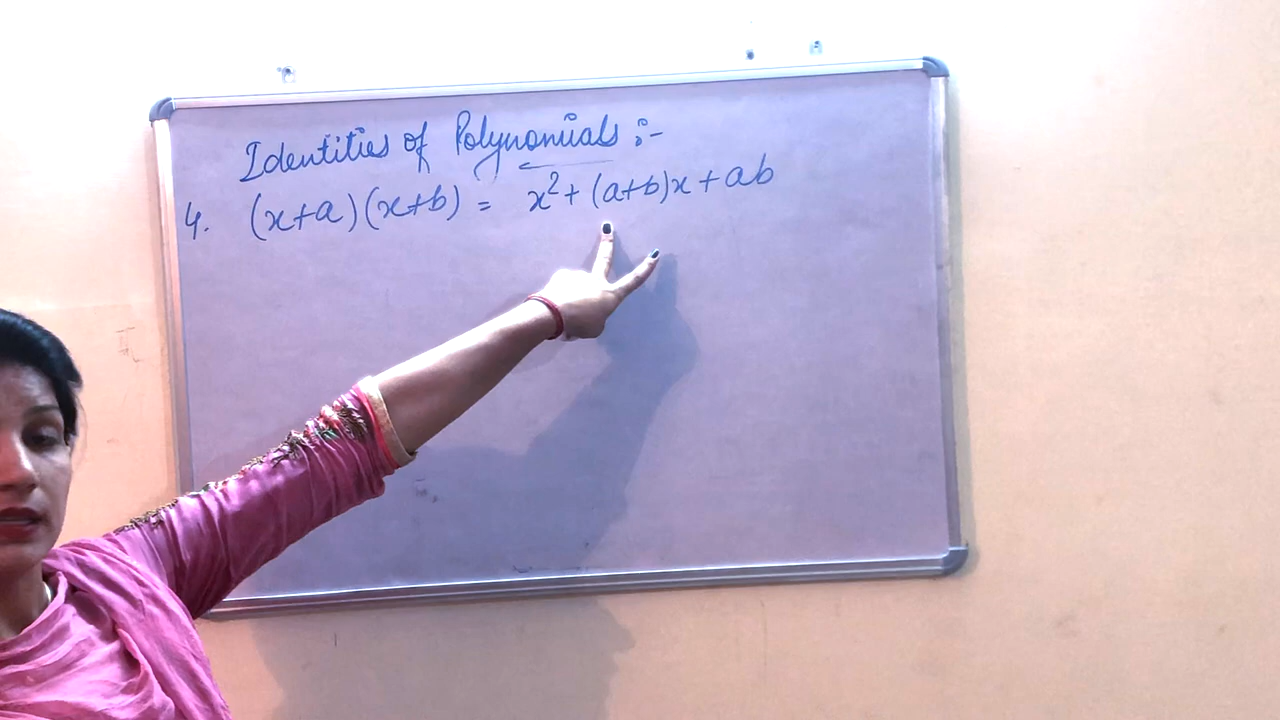 Identities of Polynomials :-
4. (x+a)(x+b) = x² + (a+b)x + ab